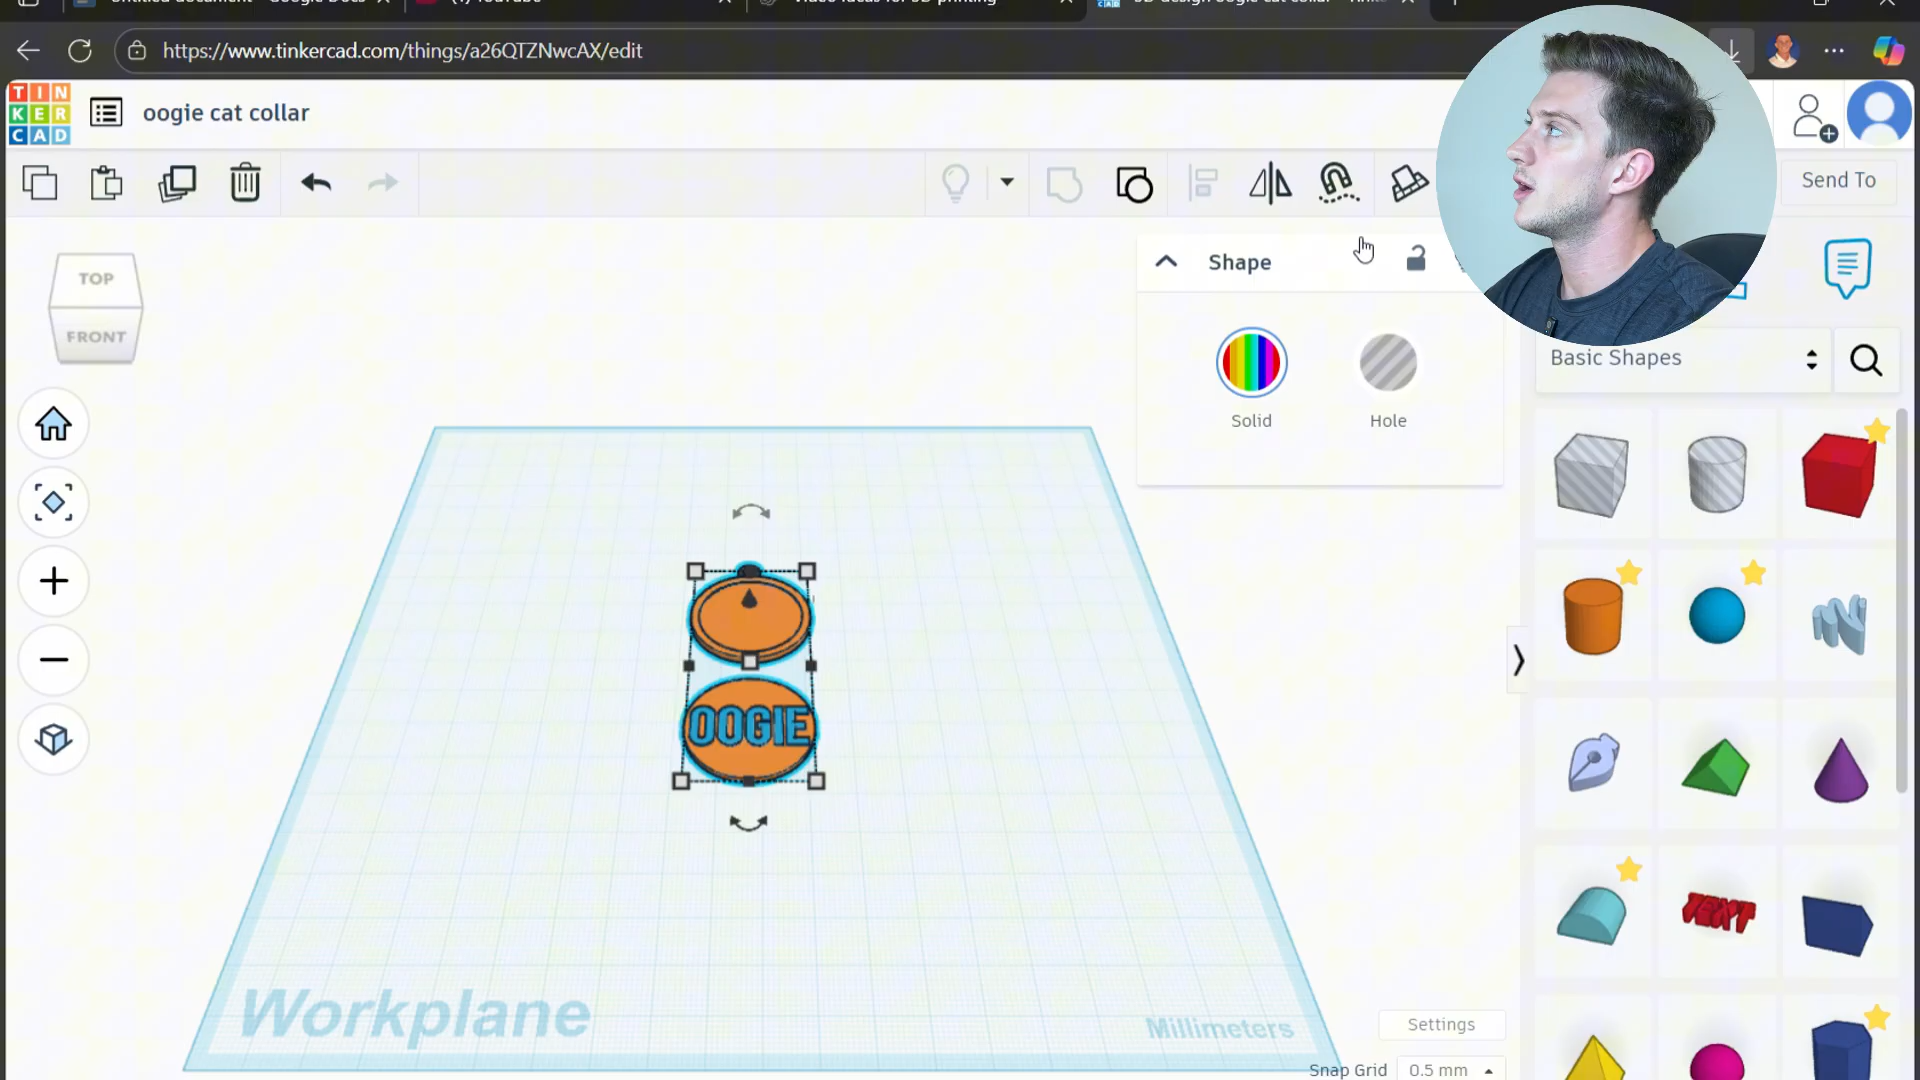 https://www.tinkercad.com/things/a26QTZNwcAX/edit
TIN
KER
CAD
oogie cat collar
Send To
TOP
FRONT
Shape
Solid
Hole
Basic Shapes
OOGIE
TEXT
Workplane
Millimeters
Settings
Snap Grid
0.5 mm